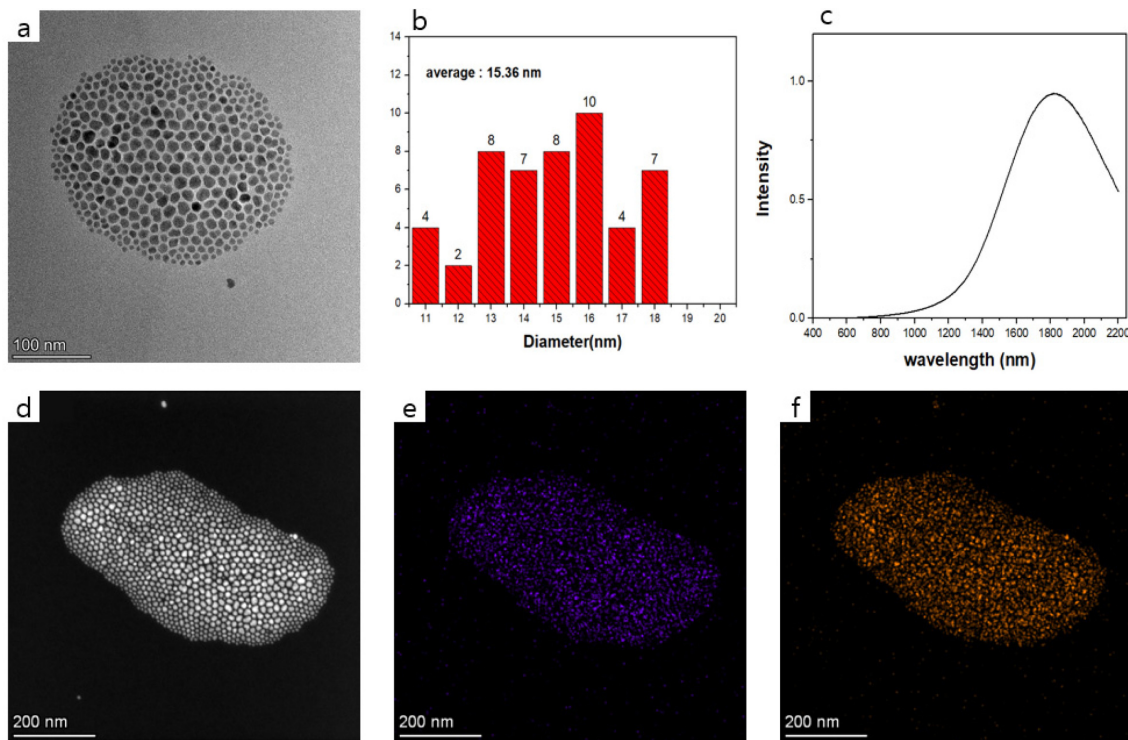 a
100 nm
b
average : 15.36 nm
14
12
10
8
6
4
2
0
4
2
8
7
8
10
4
7
11 12 13 14 15 16 17 18 19 20
Diameter(nm)
c
Intensity
1.0
0.5
0.0
400 600 800 1000 1200 1400 1600 1800 2000 2200
wavelength (nm)
d
200 nm
e
200 nm
f
200 nm